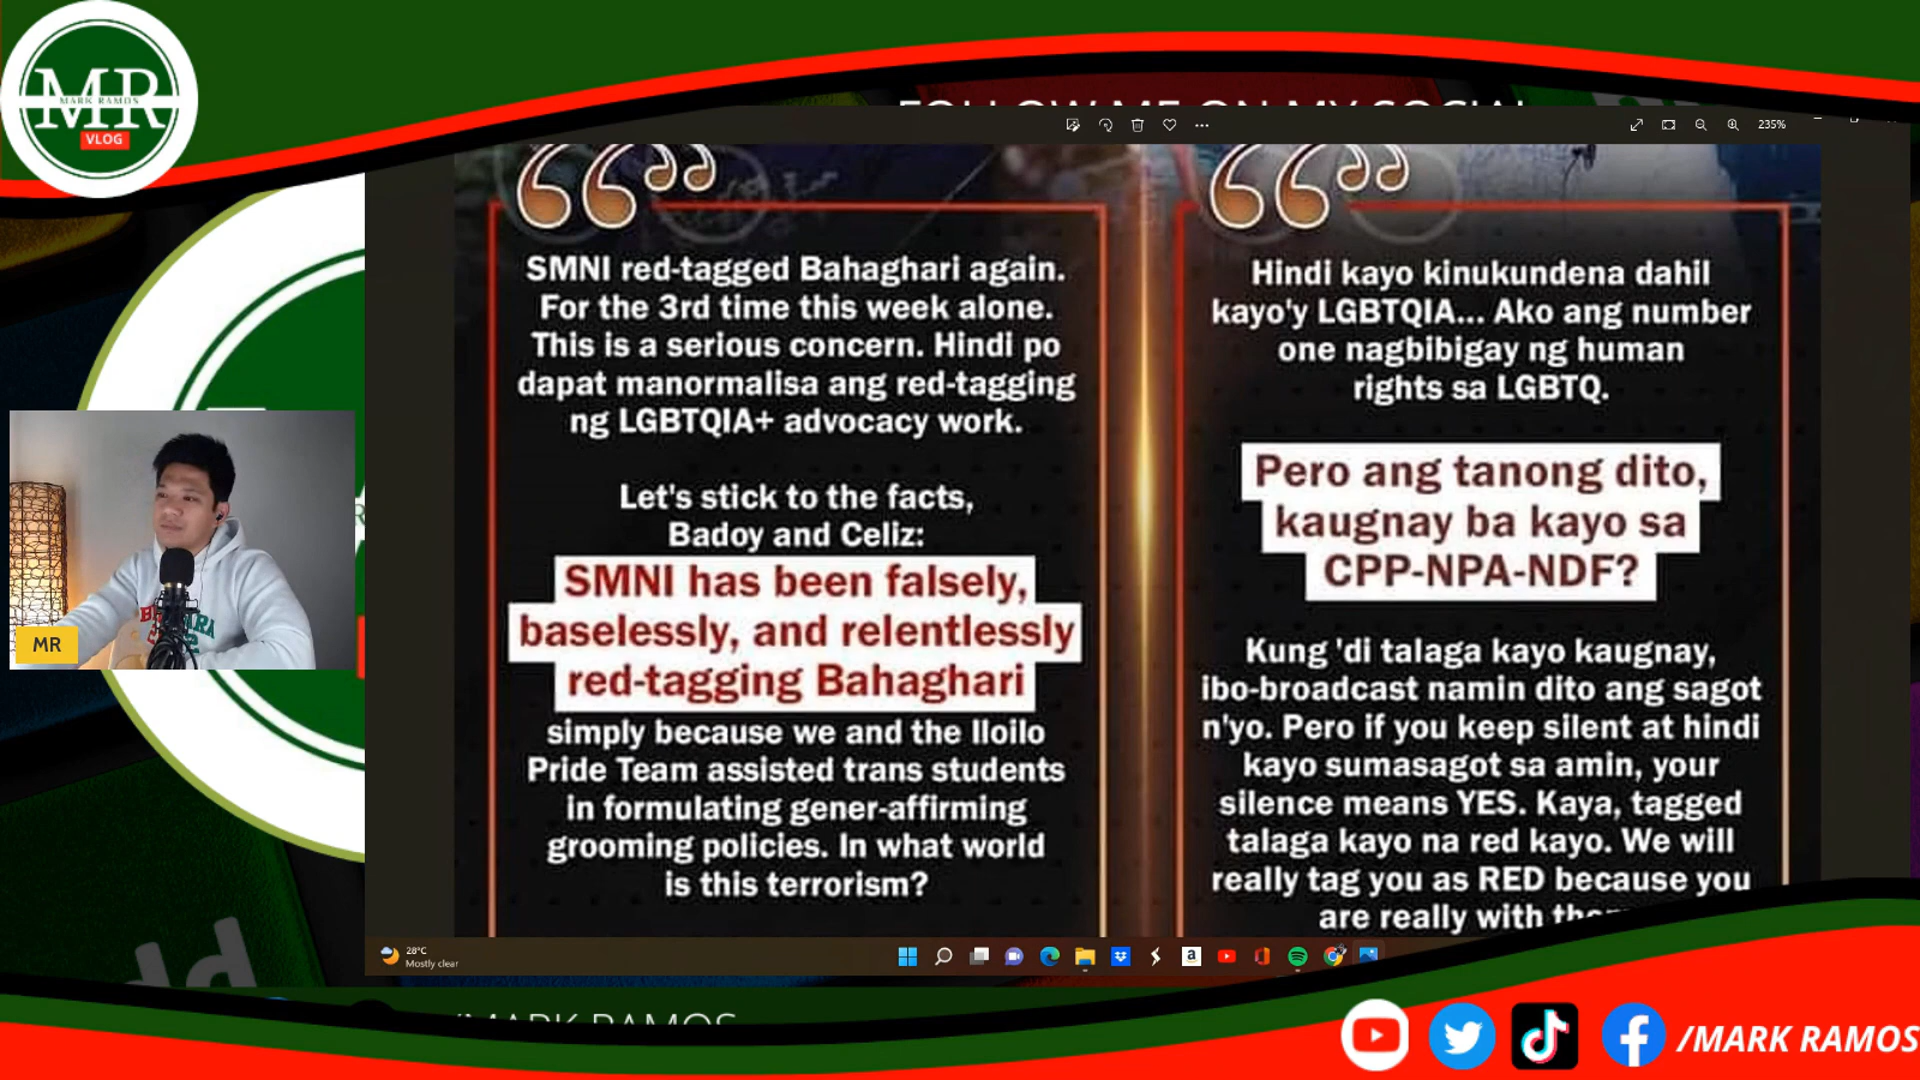 MR
MARK RAMOS
VLOG
FOLLOW ME ON MY SOCIAL
235%
SMNI red-tagged Bahaghari again.
For the 3rd time this week alone.
This is a serious concern. Hindi po
dapat manormalisa ang red-tagging
ng LGBTQIA+ advocacy work.
Let's stick to the facts,
Badoy and Celiz:
SMNI has been falsely,
baselessly, and relentlessly
red-tagging Bahaghari
simply because we and the Iloilo
Pride Team assisted trans students
in formulating gener-affirming
grooming policies. In what world
is this terrorism?
Hindi kayo kinukundena dahil
kayo'y LGBTQIA... Ako ang number
one nagbibigay ng human
rights sa LGBTQ.
Pero ang tanong dito,
kaugnay ba kayo sa
CPP-NPA-NDF?
Kung 'di talaga kayo kaugnay,
ibo-broadcast namin dito ang sagot
n'yo. Pero if you keep silent at hindi
kayo sumasagot sa amin, your
silence means YES. Kaya, tagged
talaga kayo na red kayo. We will
really tag you as RED because you
are really with
MR
28°C
Mostly clear
/MARK RAMOS
/MARK RAMOS